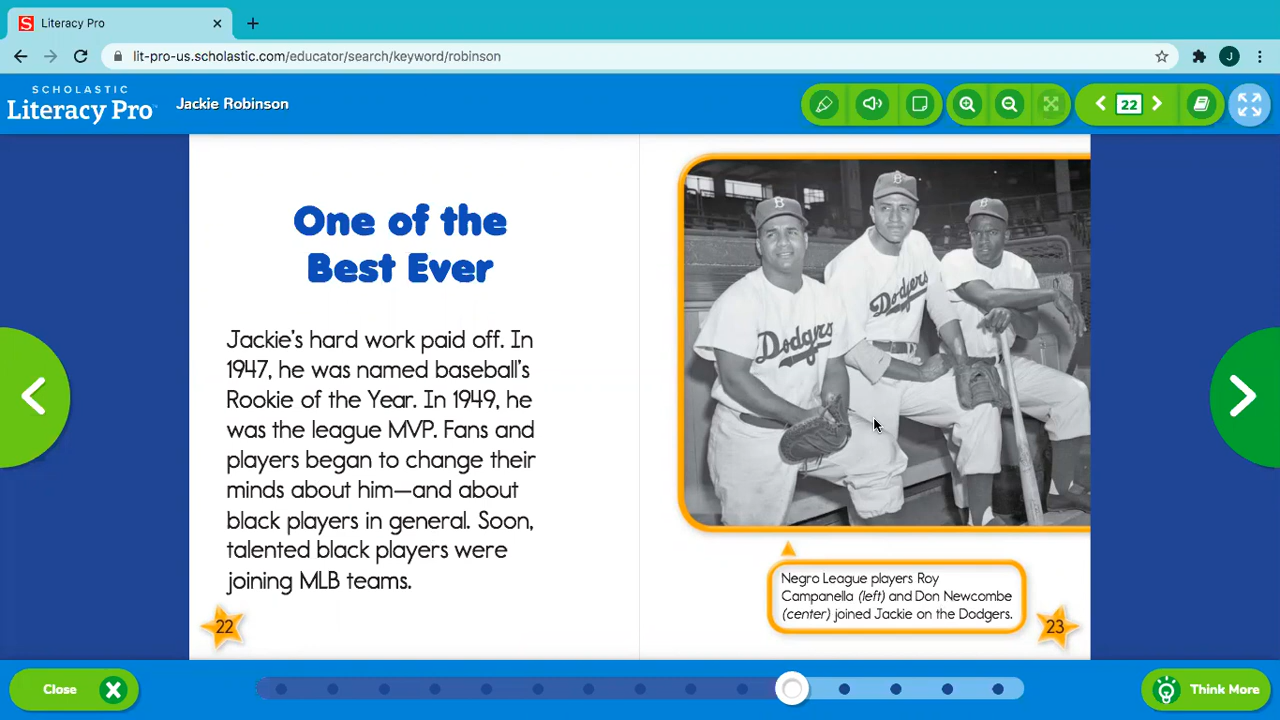 Literacy Pro
lit-pro-us.scholastic.com/educator/search/keyword/robinson
J
SCHOLASTIC
Literacy Pro
Jackie Robinson
22
One of the
Best Ever
Jackie's hard work paid off. In
1947, he was named baseball's
Rookie of the Year. In 1949, he
was the league MVP. Fans and
players began to change their
minds about him—and about
black players in general. Soon,
talented black players were
joining MLB teams.
22
B
B
B
Dodgers
Dodgers
Negro League players Roy
Campanella (left) and Don Newcombe
(center) joined Jackie on the Dodgers.
23
Close
Think More